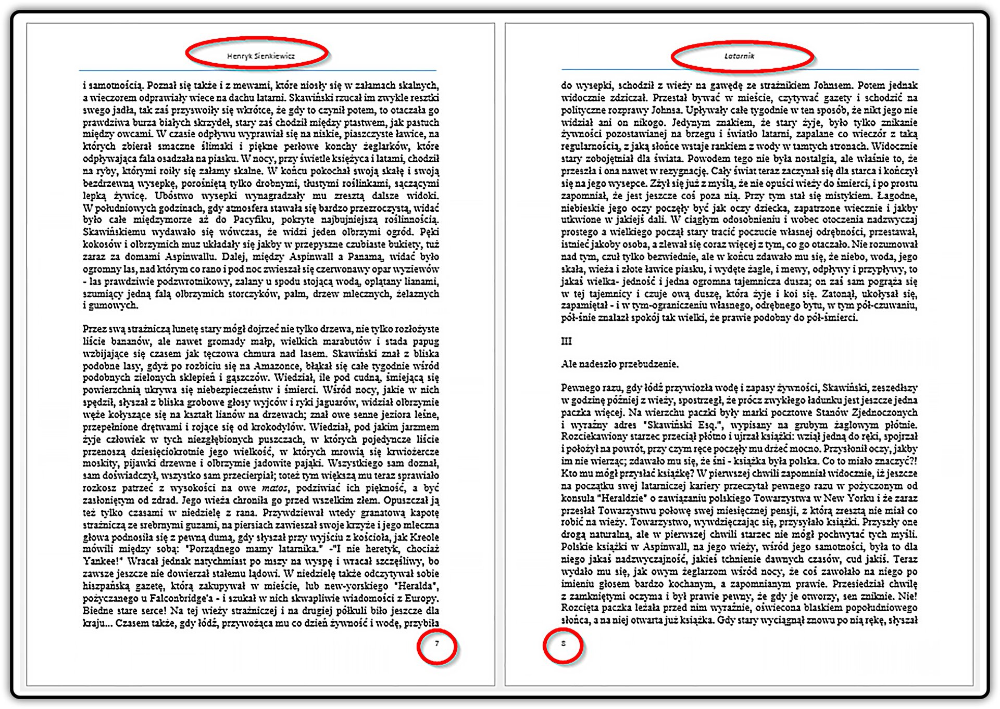 Henryk Sienkiewicz
i samotnością. Poznał się także i z mewami, które niosły się w załamach skalnych,
a wieczorem odprawiały wiece na dachu latarni. Skawiński rzucał im zwykle resztki
swego jadła, tak zaś przyswoiły się wkrótce, że gdy to czynił potem, to otaczała go
prawdziwa burza białych skrzydeł, stary zaś chodził między ptastwem, jak pastuch
między owcami. W czasie odpływu wyprawiał się na niskie, piaszczyste ławice, na
których zbierał smaczne ślimaki i piękne perłowe konchy żeglarków, które
odpływająca fala osadzała na piasku. W nocy, przy świetle księżyca i latarni, chodził
na ryby, którymi roiły się załamy skalne. W końcu pokochał swoją skałę i swoją
bezdrzewną wysepkę, porośniętą tylko drobnymi, tłustymi roślinkami, sączącymi
lepką żywicę. Ubóstwo wysepki wynagradzały mu zresztą dalsze widoki.
W południowych godzinach, gdy atmosfera stawała się bardzo przezroczystą, widać
było całe międzymorze aż do Pacyfiku, pokryte najbujniejszą roślinnością.
Skawińskiemu wydawało się wówczas, że widzi jeden olbrzymi ogród. Pęki
kokosów i olbrzymich muz układały się jakby w przepyszne czubiaste bukiety, tuż
zaraz za domami Aspinwallu. Dalej, między Aspinwall a Panamą, widać było
ogromny las, nad którym co rano i pod noc zwieszał się czerwonawy opar wyziewów
- las prawdziwie podzwrotnikowy, zalany u spodu stojącą wodą, oplątany lianami,
szumiący jedną falą olbrzymich storczyków, palm, drzew mlecznych, żelaznych
i gumowych.
Przez swą strażniczą lunetę stary mógł dojrzeć nie tylko drzewa, nie tylko rozłożyste
liście bananów, ale nawet gromady małp, wielkich marabutów i stada papug
wzbijające się czasem jak tęczowa chmura nad lasem. Skawiński znał z bliska
podobne lasy, gdyż po rozbiciu się na Amazonce, błąkał się całe tygodnie wśród
podobnych zielonych sklepień i gąszczów. Wiedział, ile pod cudną, śmiejącą się
powierzchnią ukrywa się niebezpieczeństw i śmierci. Wśród nocy, jakie w nich
spędził, słyszał z bliska grobowe głosy wyjców i ryki jaguarów, widział olbrzymie
węże kołyszące się na kształt lianów na drzewach; znał owe senne jeziora leśne,
przepełnione drętwami i rojące się od krokodylów. Wiedział, pod jakim jarzmem
żyje człowiek w tych niezgłębionych puszczach, w których pojedyncze liście
przenoszą dziesięciokrotnie jego wielkość, w których mrowią się krwiożercze
moskity, pijawki drzewne i olbrzymie jadowite pająki. Wszystkiego sam doznał,
sam doświadczył, wszystko sam przecierpiał; toteż tym większą mu teraz sprawiało
rozkosz patrzeć z wysokości na owe matos, podziwiać ich piękność, a być
zasłoniętym od zdrad. Jego wieża chroniła go przed wszelkim złem. Opuszczał ją
też tylko czasami w niedzielę z rana. Przywdziewał wtedy granatową kapotę
strażniczą ze srebrnymi guzami, na piersiach zawieszał swoje krzyże i jego mleczna
głowa podnosiła się z pewną dumą, gdy słyszał przy wyjściu z kościoła, jak Kreole
mówili między sobą: "Porządnego mamy latarnika." -"I nie heretyk, chociaż
Yankee!" Wracał jednak natychmiast po mszy na wyspę i wracał szczęśliwy, bo
zawsze jeszcze nie dowierzał stałemu lądowi. W niedzielę także odczytywał sobie
hiszpańską gazetę, którą zakupywał w mieście, lub new-yorskiego "Heralda",
pożyczanego u Falconbridge'a - i szukał w nich skwapliwie wiadomości z Europy.
Biedne stare serce! Na tej wieży strażniczej i na drugiej półkuli biło jeszcze dla
kraju... Czasem także, gdy łódź, przywożąca mu co dzień żywność i wodę, przybiła
7
Latarnik
do wysepki, schodził z wieży na gawędę ze strażnikiem Johnsem. Potem jednak
widocznie zdziczał. Przestał bywać w mieście, czytywać gazety i schodzić na
polityczne rozprawy Johnsa. Upływały całe tygodnie w ten sposób, że nikt jego nie
widział ani on nikogo. Jedynym znakiem, że stary żyje, było tylko znikanie
żywności pozostawianej na brzegu i światło latarni, zapalane co wieczór z taką
regularnością, z jaką słońce wstaje rankiem z wody w tamtych stronach. Widocznie
stary zobojętniał dla świata. Powodem tego nie była nostalgia, ale właśnie to, że
przeszła i ona nawet w rezygnację. Cały świat teraz zaczynał się dla starca i kończył
się na jego wysepce. Zżył się już z myślą, że nie opuści wieży do śmierci, i po prostu
zapomniał, że jest jeszcze coś poza nią. Przy tym stał się mistykiem. Łagodne,
niebieskie jego oczy poczęły być jak oczy dziecka, zapatrzone wiecznie i jakby
utkwione w jakiejś dali. W ciągłym odosobnieniu i wobec otoczenia nadzwyczaj
prostego a wielkiego począł stary tracić poczucie własnej odrębności, przestawał,
istnieć jakoby osoba, a zlewał się coraz więcej z tym, co go otaczało. Nie rozumował
nad tym, czuł tylko bezwiednie, ale w końcu zdawało mu się, że niebo, woda, jego
skała, wieża i złote ławice piasku, i wydęte żagle, i mewy, odpływy i przypływy, to
jakaś wielka- jedność i jedna ogromna tajemnicza dusza; on zaś sam pogrąża się
w tej tajemnicy i czuje ową duszę, która żyje i koi się. Zatonął, ukołysał się,
zapamiętał - i w tym-ograniczeniu własnego, odrębnego bytu, w tym pół-czuwaniu,
pół-śnie znalazł spokój tak wielki, że prawie podobny do pół-śmierci.
III
Ale nadeszło przebudzenie.
Pewnego razu, gdy łódź przywiozła wodę i zapasy żywności, Skawiński, zeszedłszy
w godzinę później z wieży, spostrzegł, że prócz zwykłego ładunku jest jeszcze jedna
paczka więcej. Na wierzchu paczki były marki pocztowe Stanów Zjednoczonych
i wyraźny adres "Skawiński Esq.", wypisany na grubym żaglowym płótnie.
Rozciekawiony starzec przeciął płótno i ujrzał książki: wziął jedną do ręki, spojrzał
i położył na powrót, przy czym ręce poczęły mu drżeć mocno. Przysłonił oczy, jakby
im nie wierząc; zdawało mu się, że śni - książka była polska. Co to miało znaczyć?!
Kto mu mógł przysłać książkę? W pierwszej chwili zapomniał widocznie, iż jeszcze
na początku swej latarniczej kariery przeczytał pewnego razu w pożyczonym od
konsula "Heraldzie" o zawiązaniu polskiego Towarzystwa w New Yorku i że zaraz
przesłał Towarzystwu połowę swej miesięcznej pensji, z którą zresztą nie miał co
robić na wieży. Towarzystwo, wywdzięczając się, przysyłało książki. Przyszły one
drogą naturalną, ale w pierwszej chwili starzec nie mógł pochwytać tych myśli.
Polskie książki w Aspinwall, na jego wieży, wśród jego samotności, była to dla
niego jakaś nadzwyczajność, jakieś tchnienie dawnych czasów, cud jakiś. Teraz
wydało mu się, jak owym żeglarzom wśród nocy, że coś zawołało na niego po
imieniu głosem bardzo kochanym, a zapomnianym prawie. Przesiedział chwilę
z zamkniętymi oczyma i był prawie pewny, że gdy je otworzy, sen zniknie. Nie!
Rozcięta paczka leżała przed nim wyraźnie, oświecona blaskiem popołudniowego
słońca, a na niej otwarta już książka. Gdy stary wyciągnął znowu po nią rękę, słyszał
8